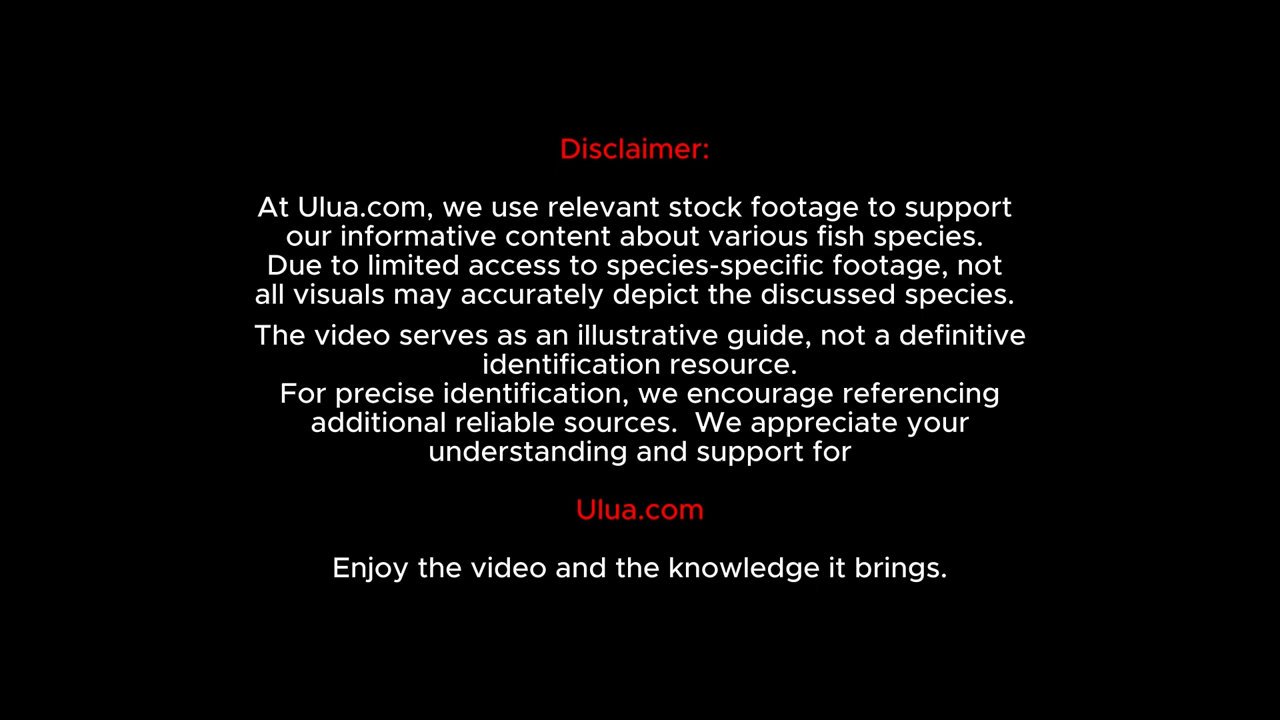 Disclaimer:
At Ulua.com, we use relevant stock footage to support
our informative content about various fish species.
Due to limited access to species-specific footage, not
all visuals may accurately depict the discussed species.
The video serves as an illustrative guide, not a definitive
identification resource.
For precise identification, we encourage referencing
additional reliable sources.  We appreciate your
understanding and support for
Ulua.com
Enjoy the video and the knowledge it brings.